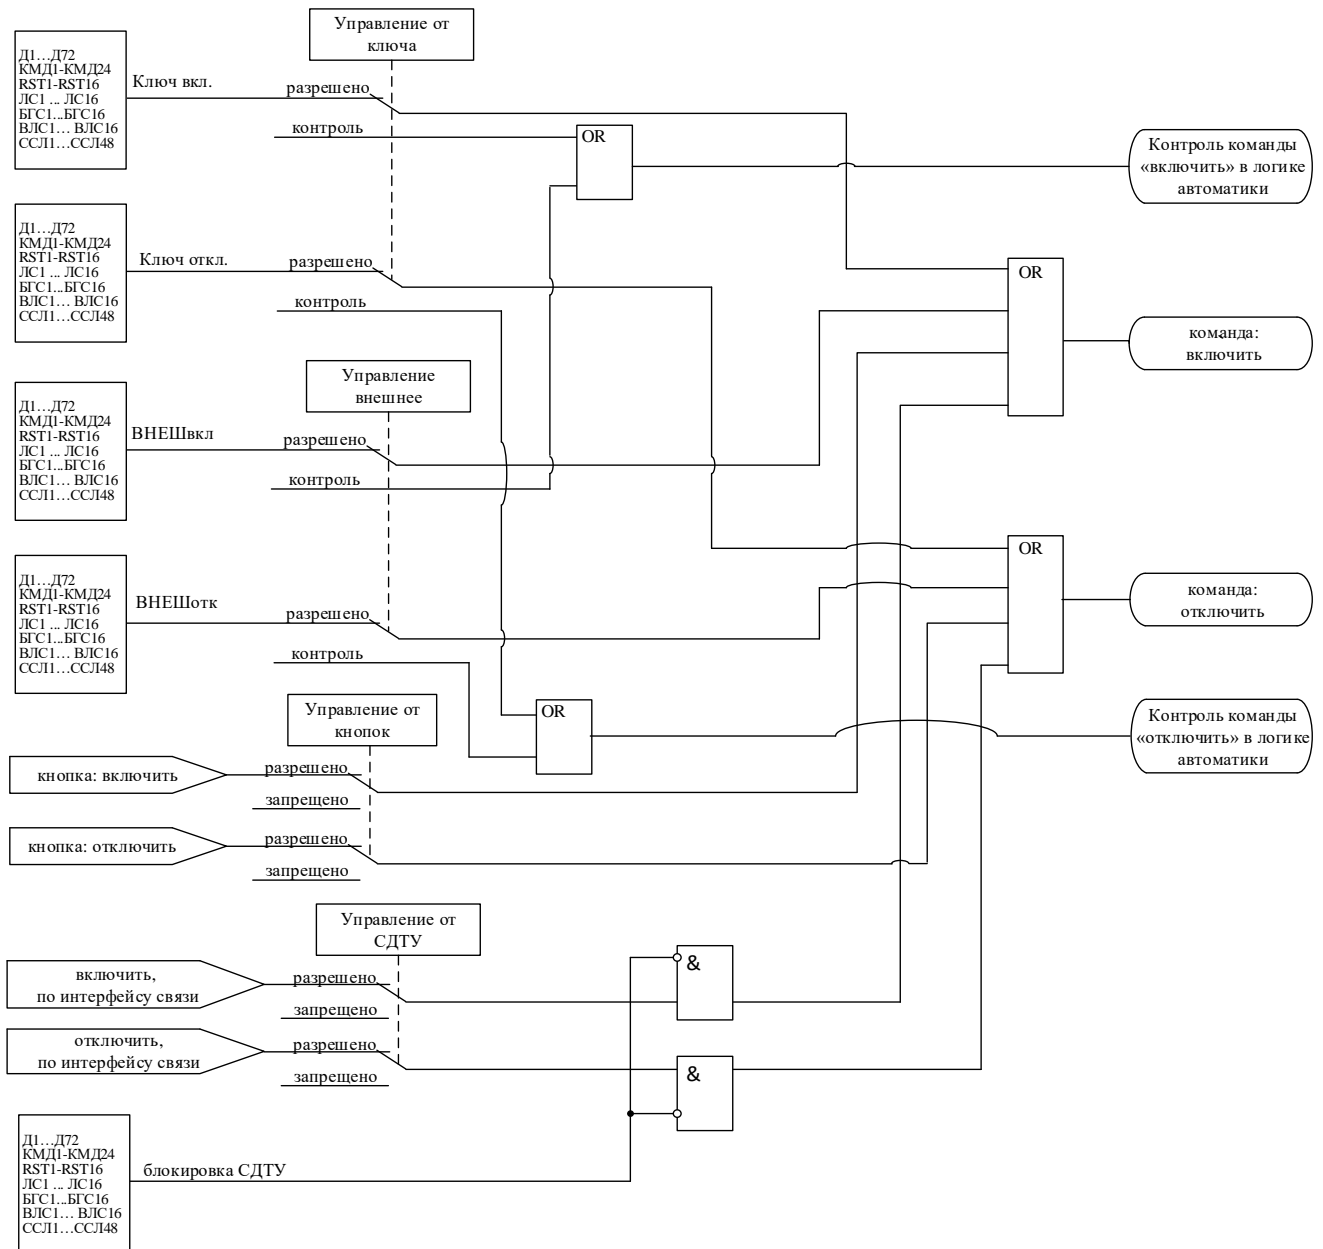 Управление от
ключа
Д1…Д72
КМД1-КМД24
RST1-RST16
ЛС1 ... ЛС16
БГС1...БГС16
ВЛС1… ВЛС16
ССЛ1…ССЛ48
Ключ вкл.
разрешено
контроль
OR
Контроль команды
«включить» в логике
автоматики
Д1…Д72
КМД1-КМД24
RST1-RST16
ЛС1 ... ЛС16
БГС1...БГС16
ВЛС1… ВЛС16
ССЛ1…ССЛ48
Ключ откл.
разрешено
контроль
OR
команда:
включить
Управление
внешнее
Д1…Д72
КМД1-КМД24
RST1-RST16
ЛС1 ... ЛС16
БГС1...БГС16
ВЛС1… ВЛС16
ССЛ1…ССЛ48
ВНЕШвкл
разрешено
контроль
OR
Д1…Д72
КМД1-КМД24
RST1-RST16
ЛС1 ... ЛС16
БГС1...БГС16
ВЛС1… ВЛС16
ССЛ1…ССЛ48
ВНЕШотк
разрешено
контроль
команда:
отключить
Управление от
кнопок
OR
Контроль команды
«отключить» в логике
автоматики
кнопка: включить
разрешено
запрещено
кнопка: отключить
разрешено
запрещено
Управление от
СДТУ
включить,
по интерфейсу связи
разрешено
запрещено
&
отключить,
по интерфейсу связи
разрешено
запрещено
&
Д1…Д72
КМД1-КМД24
RST1-RST16
ЛС1 ... ЛС16
БГС1...БГС16
ВЛС1… ВЛС16
ССЛ1…ССЛ48
блокировка СДТУ